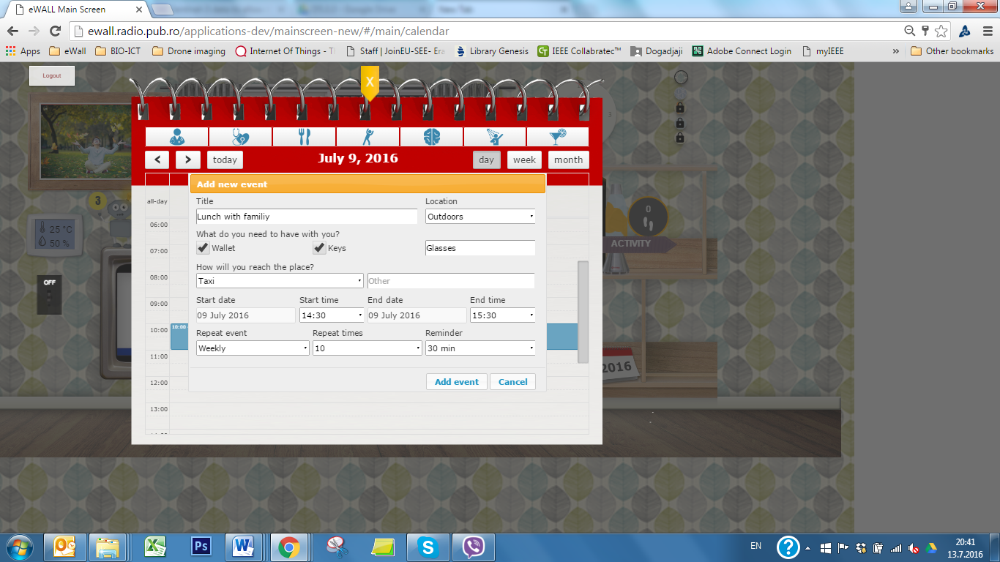 eWALL Main Screen
ewall.radio.pub.ro/applications-dev/mainscreen-new/#/main/calendar
Apps eWall BIO-ICT Drone imaging Internet Of Things - Staff | JoinEU-SEE- Library Genesis IEEE Collabratec™ Dogadjaji Adobe Connect Login myIEEE » Other bookmarks
Logout
X
3
today July 9, 2016 day week month
Add new event
all-day
Title Location
Lunch with familiy Outdoors
What do you need to have with you?
Wallet Keys Glasses
How will you reach the place?
Taxi Other
Start date Start time End date End time
09 July 2016 14:30 09 July 2016 15:30
Repeat event Repeat times Reminder
Weekly 10 30 min
Add event Cancel
06:00
07:00
08:00
09:00
10:00
10:00
11:00
12:00
13:00
3
25 °C
50 %
OFF
0
ACTIVITY
2016
EN
20:41
13.7.2016